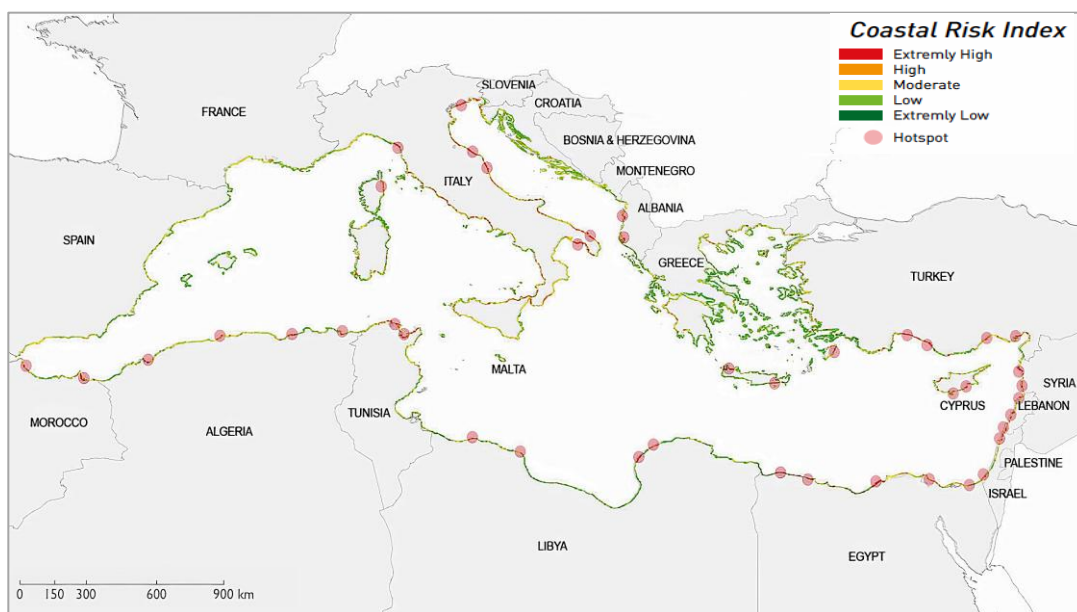 Coastal Risk Index
Extremly High
High
Moderate
Low
Extremly Low
Hotspot
SLOVENIA
CROATIA
FRANCE
BOSNIA & HERZEGOVINA
MONTENEGRO
ITALY
ALBANIA
SPAIN
GREECE
TURKEY
MALTA
SYRIA
CYPRUS
LEBANON
TUNISIA
MOROCCO
ALGERIA
PALESTINE
ISRAEL
LIBYA
EGYPT
0 150 300 600 900 km